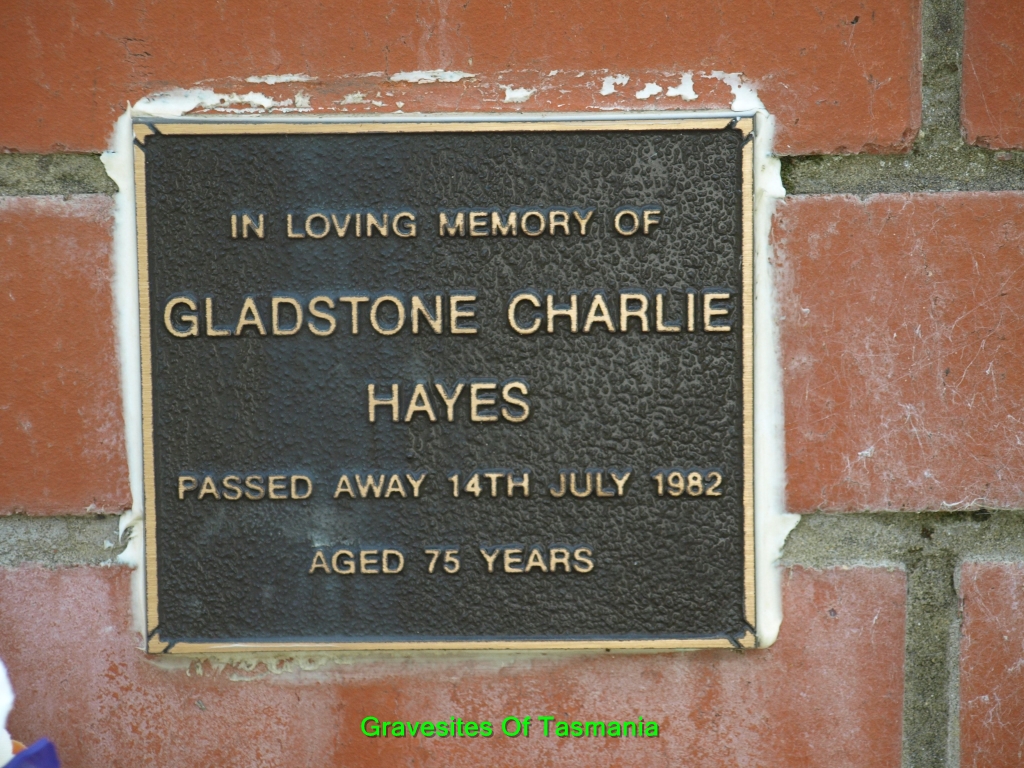 IN LOVING MEMORY OF
GLADSTONE CHARLIE
HAYES
PASSED AWAY 14TH JULY 1982
AGED 75 YEARS
Gravesites Of Tasmania